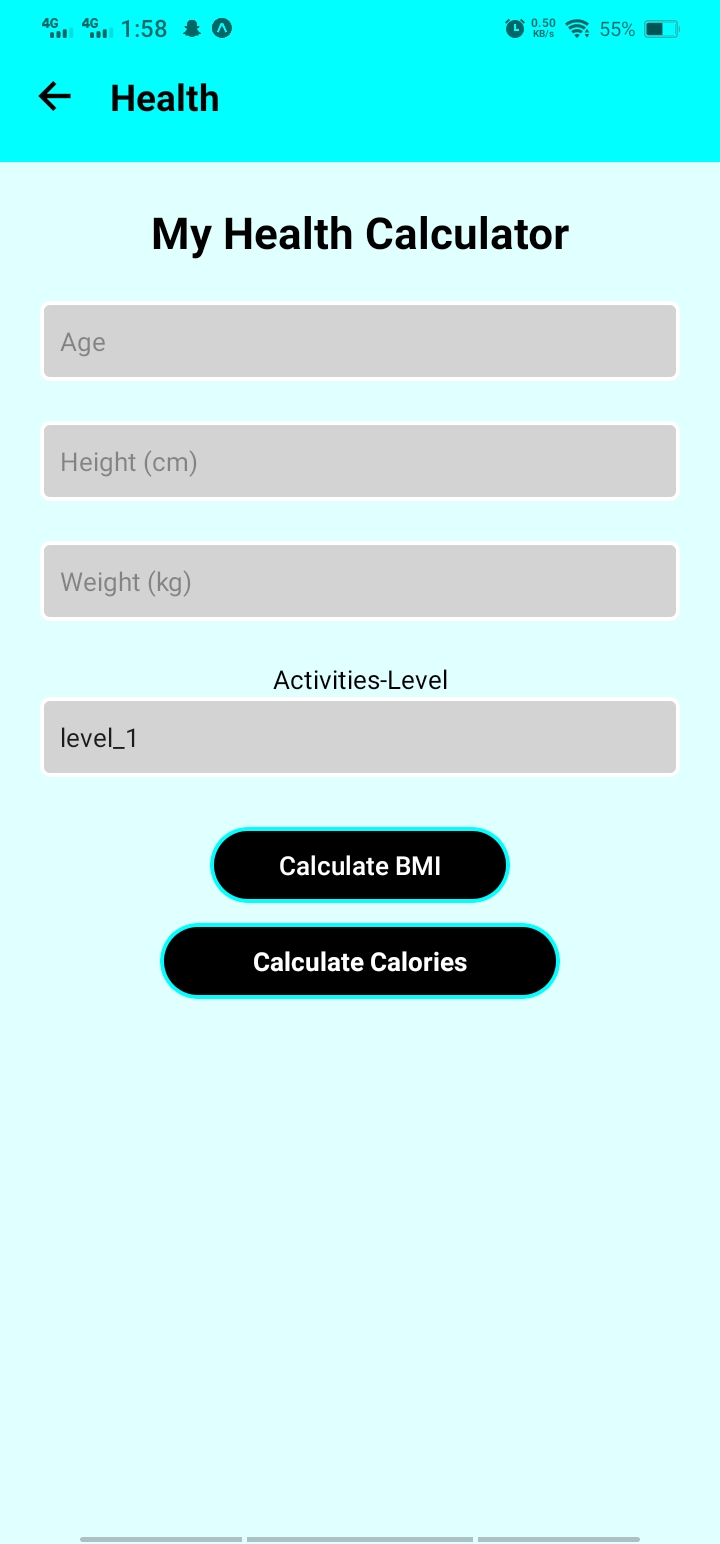 4G 4G 1:58 0.50 KB/s 55%
Health
My Health Calculator
Age
Height (cm)
Weight (kg)
Activities-Level
level_1
Calculate BMI
Calculate Calories